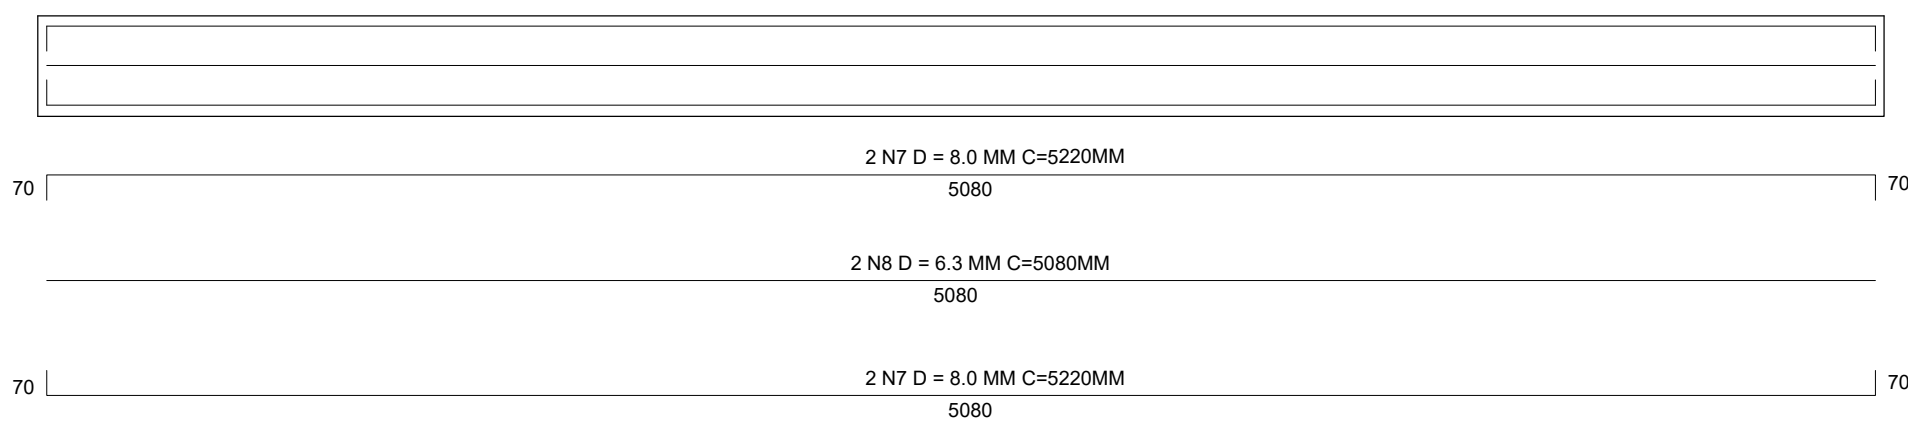 2 N7 D = 8.0 MM C=5220MM
70 5080 70
2 N8 D = 6.3 MM C=5080MM
5080
2 N7 D = 8.0 MM C=5220MM
70 70
5080